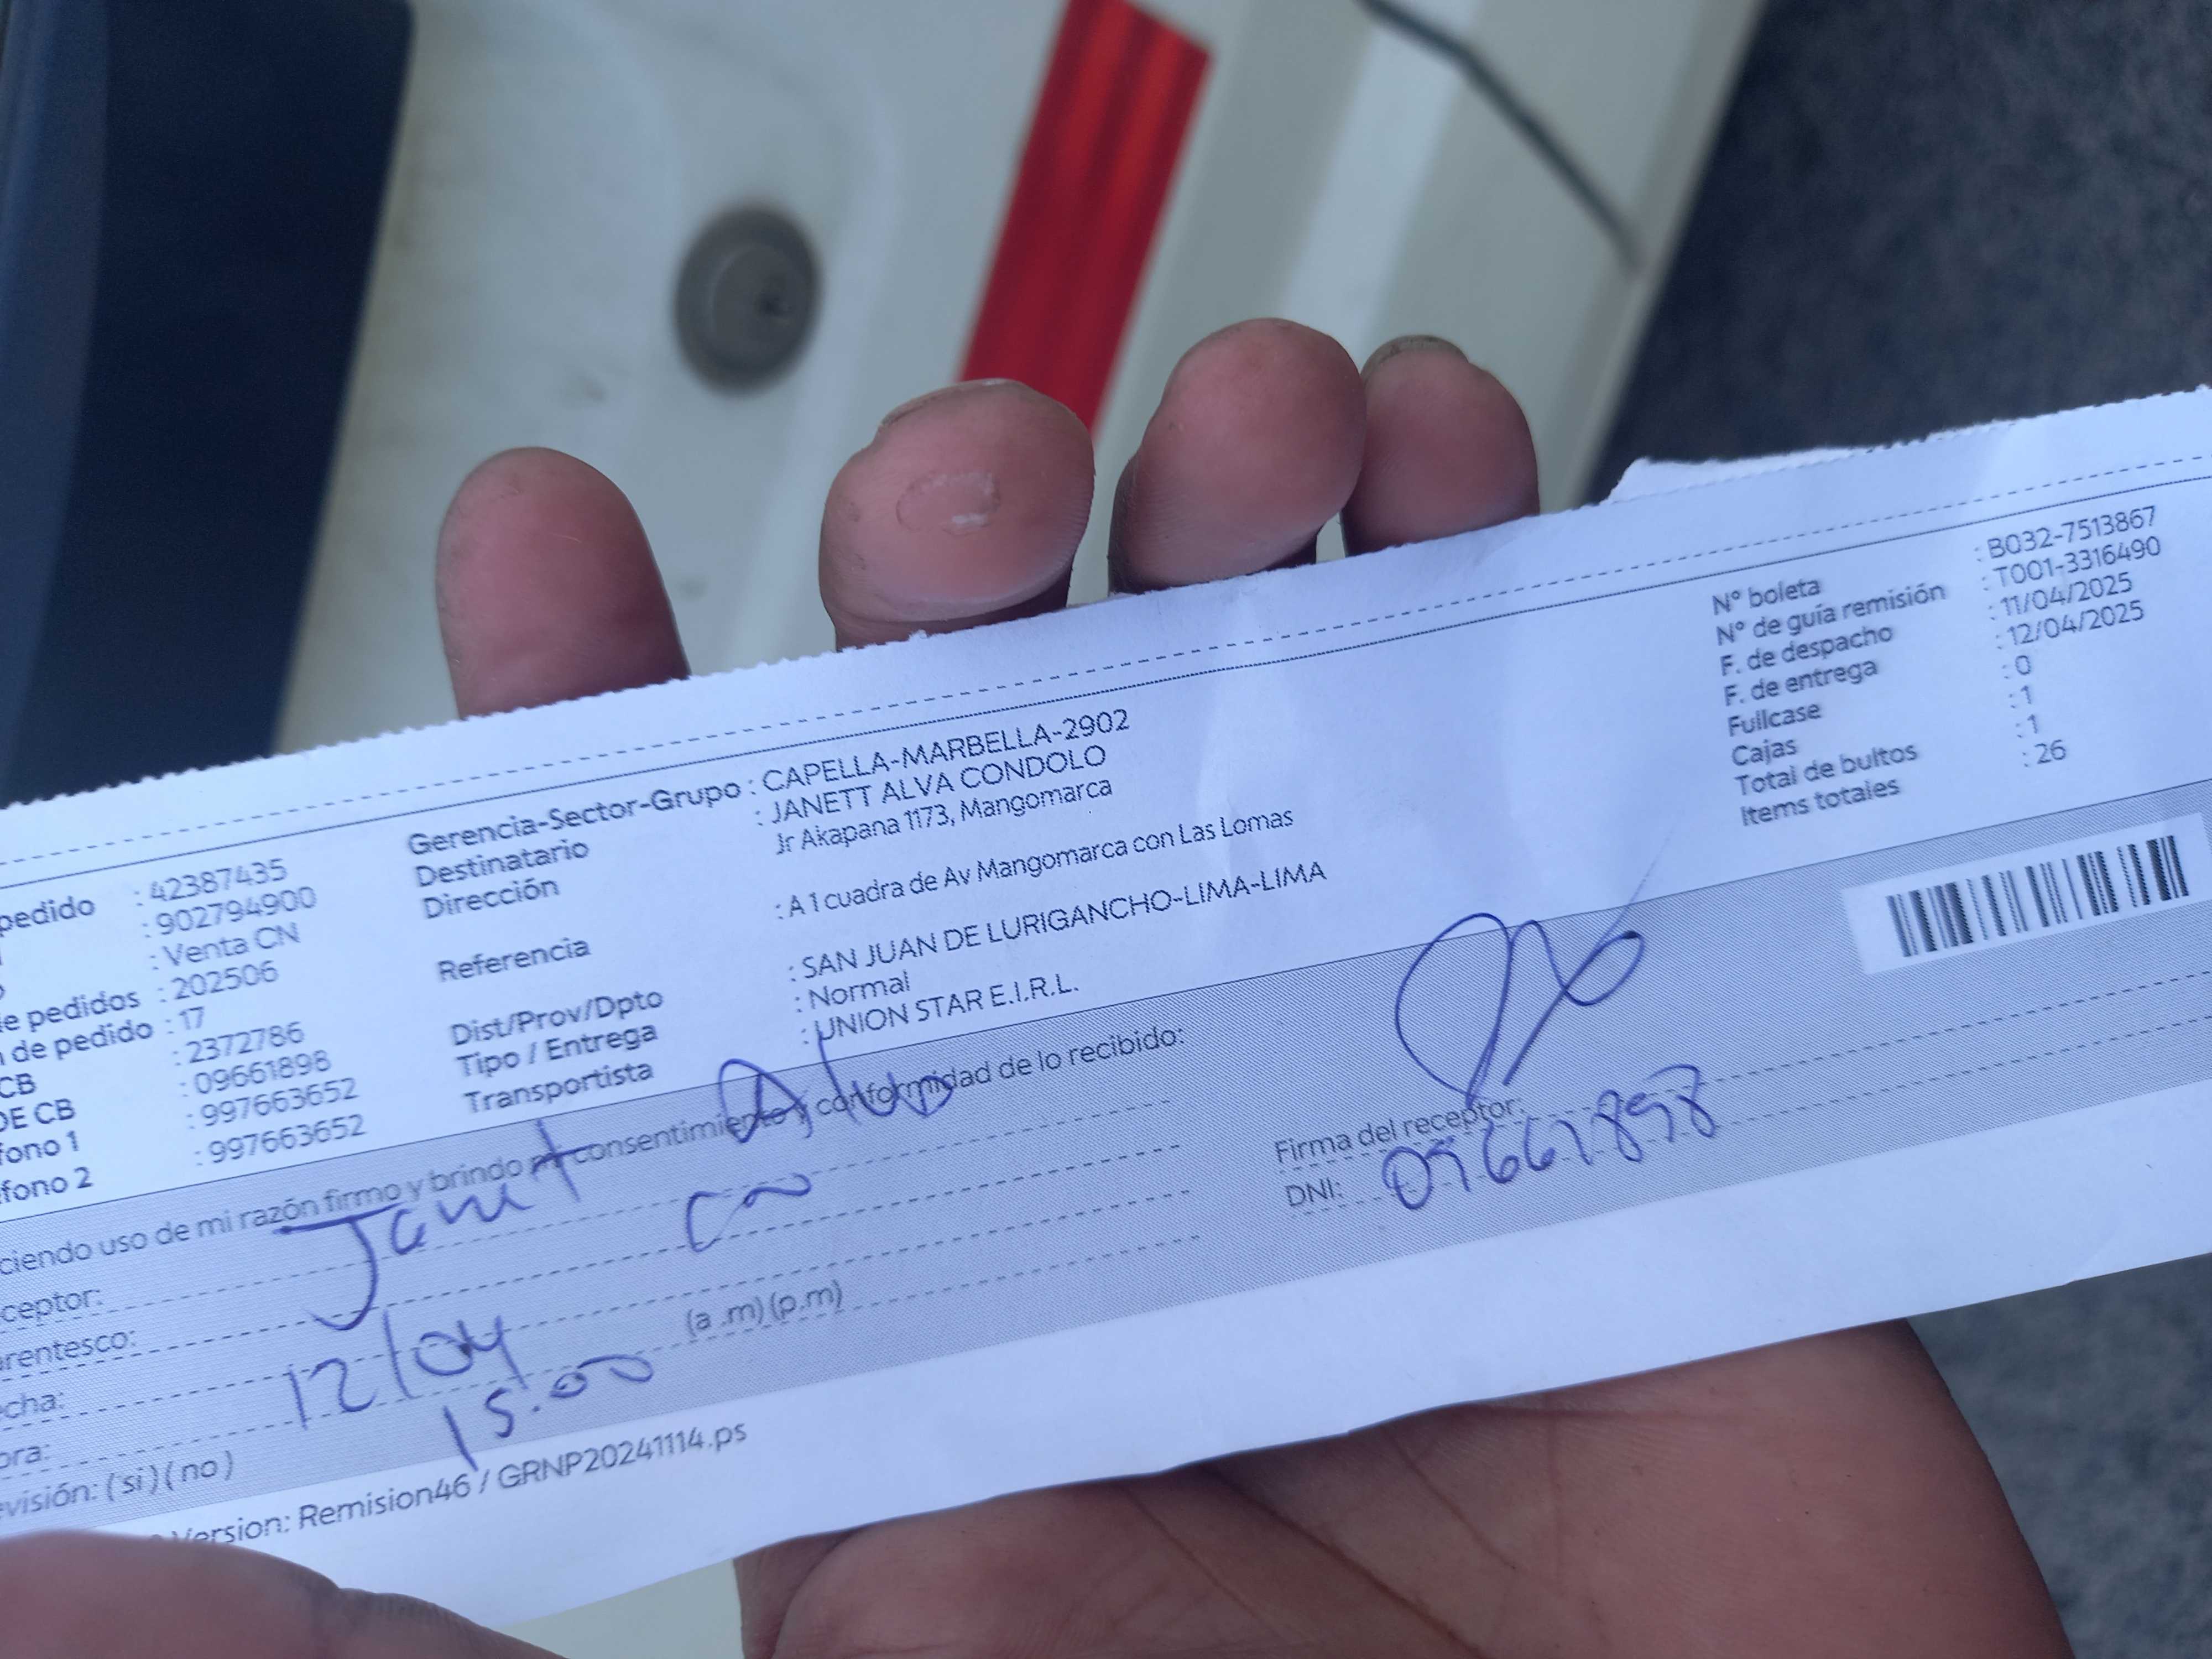 pedido : 42387435
: 902794900
: Venta CN
de pedidos : 202506
de pedido : 17
CB : 2372786
DE CB : 09661898
fono 1 : 997663652
fono 2 : 997663652
Gerencia-Sector-Grupo : CAPELLA-MARBELLA-2902
Destinatario : JANETT ALVA CONDOLO
Dirección Jr Akapana 1173, Mangomarca
Referencia : A 1 cuadra de Av Mangomarca con Las Lomas
Dist/Prov/Dpto : SAN JUAN DE LURIGANCHO-LIMA-LIMA
Tipo / Entrega : Normal
Transportista : UNION STAR E.I.R.L.
N° boleta : B032-7513867
N° de guía remisión : T001-3316490
F. de despacho : 11/04/2025
F. de entrega : 12/04/2025
Fullcase : 0
Cajas : 1
Total de bultos : 1
Items totales : 26
ciendo uso de mi razón firmo y brindo mi consentimiento y conformidad de lo recibido:
ceptor: Janet Alva
rentesco:
cha: 12/04
ora: 15:00 (a .m) (p.m)
evisión: ( si ) ( no )
Firma del receptor:
DNI: 09661898
Version: Remision46 / GRNP20241114.ps